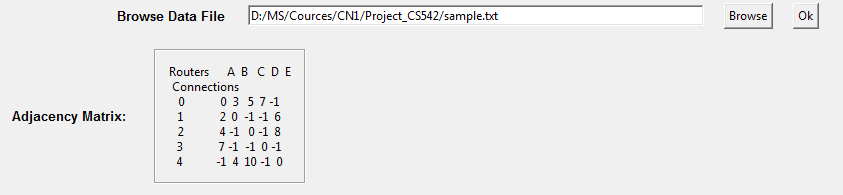 Browse Data File D:/MS/Cources/CN1/Project_CS542/sample.txt Browse Ok
Routers A B C D E
Connections
0 0 3 5 7 -1
Adjacency Matrix: 1 2 0 -1 -1 6
2 4 -1 0 -1 8
3 7 -1 -1 0 -1
4 -1 4 10 -1 0